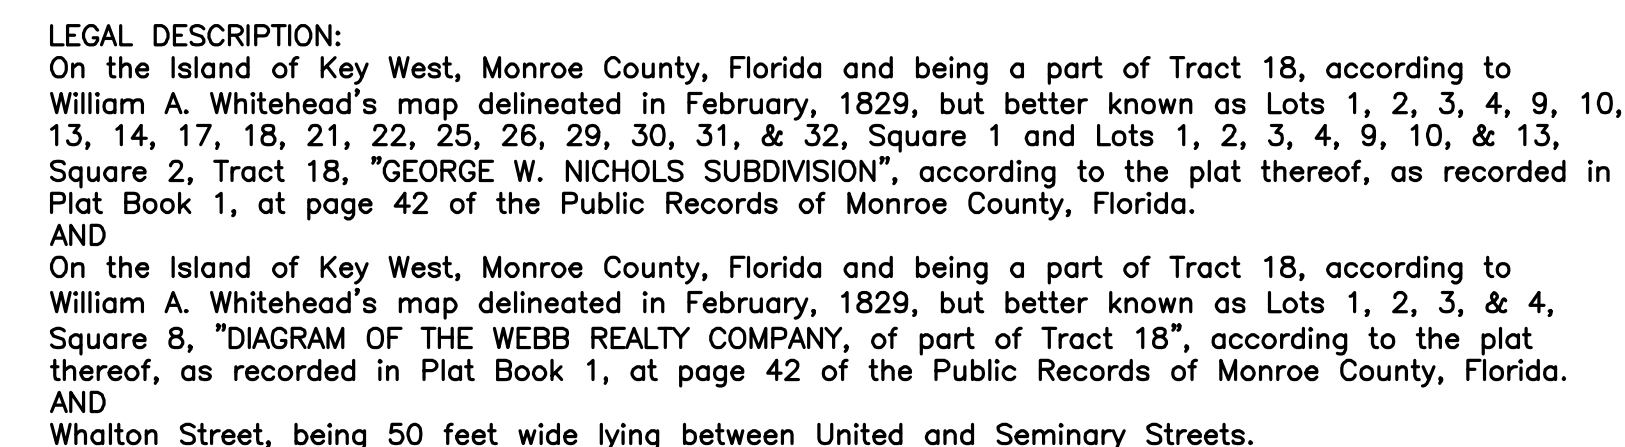 LEGAL DESCRIPTION:
On the Island of Key West, Monroe County, Florida and being a part of Tract 18, according to
William A. Whitehead's map delineated in February, 1829, but better known as Lots 1, 2, 3, 4, 9, 10,
13, 14, 17, 18, 21, 22, 25, 26, 29, 30, 31, & 32, Square 1 and Lots 1, 2, 3, 4, 9, 10, & 13,
Square 2, Tract 18, "GEORGE W. NICHOLS SUBDIVISION", according to the plat thereof, as recorded in
Plat Book 1, at page 42 of the Public Records of Monroe County, Florida.
AND
On the Island of Key West, Monroe County, Florida and being a part of Tract 18, according to
William A. Whitehead's map delineated in February, 1829, but better known as Lots 1, 2, 3, & 4,
Square 8, "DIAGRAM OF THE WEBB REALTY COMPANY, of part of Tract 18", according to the plat
thereof, as recorded in Plat Book 1, at page 42 of the Public Records of Monroe County, Florida.
AND
Whalton Street, being 50 feet wide lying between United and Seminary Streets.